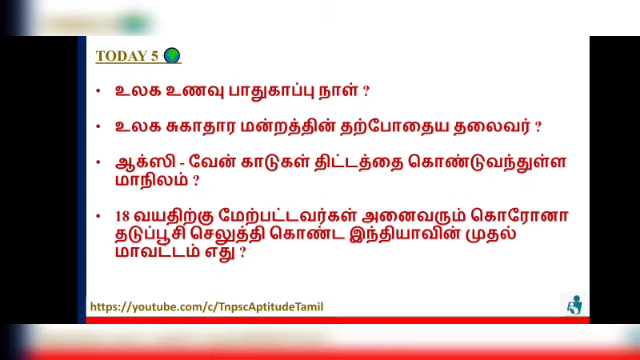 TODAY 5
• உலக உணவு பாதுகாப்பு நாள் ?
• உலக சுகாதார மன்றத்தின் தற்போதைய தலைவர் ?
• ஆக்ஸி - வேன் காடுகள் திட்டத்தை கொண்டுவந்துள்ள
மாநிலம் ?
• 18 வயதிற்கு மேற்பட்டவர்கள் அனைவரும் கொரோனா
தடுப்பூசி செலுத்தி கொண்ட இந்தியாவின் முதல்
மாவட்டம் எது ?
https://youtube.com/c/TnpscAptitudeTamil